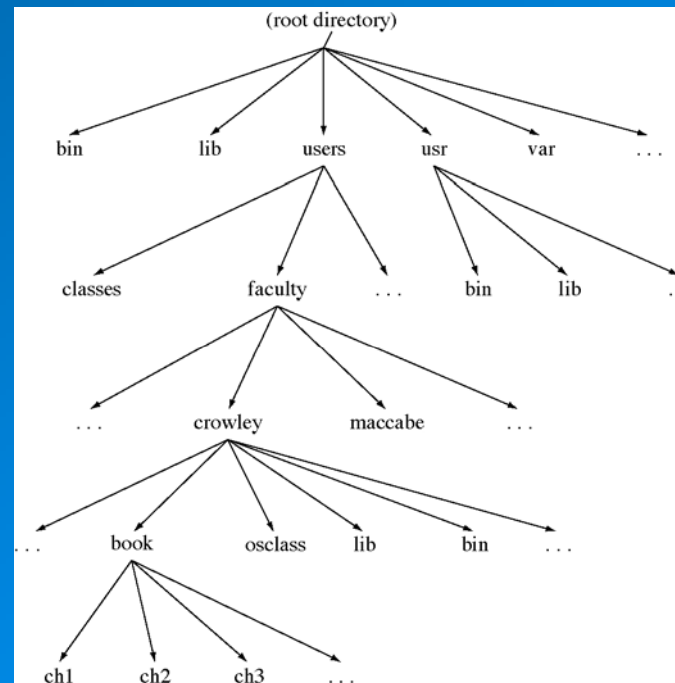 (root directory)
bin lib users usr var ...
classes faculty ... bin lib ..
... crowley maccabe ...
... book osclass lib bin ...
ch1 ch2 ch3 ...